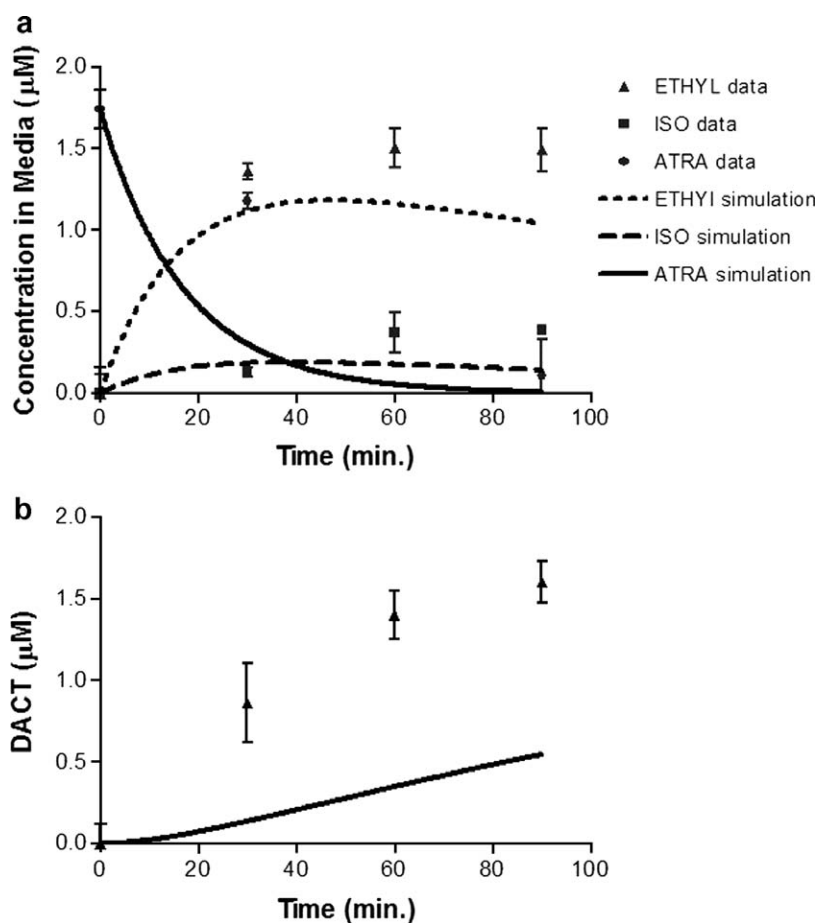 a
Concentration in Media (µM)
2.0
1.5
1.0
0.5
0.0
0 20 40 60 80 100
Time (min.)
ETHYL data
ISO data
ATRA data
ETHYl simulation
ISO simulation
ATRA simulation
b
DACT (µM)
2.0
1.5
1.0
0.5
0.0
0 20 40 60 80 100
Time (min.)